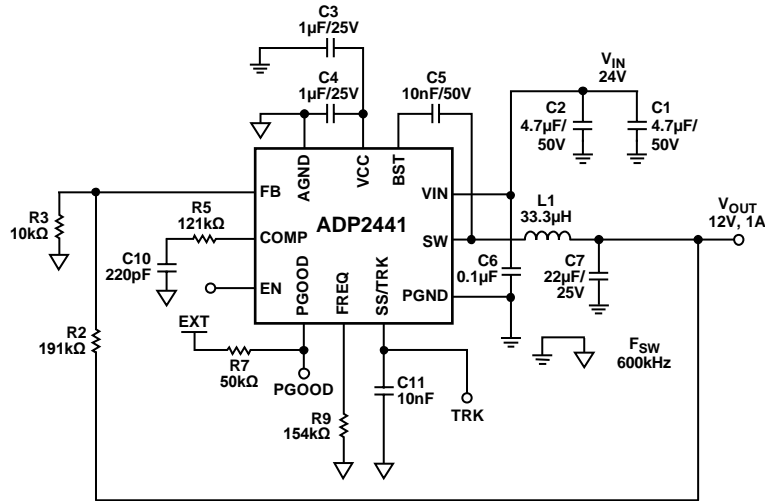 C3
1µF/25V
C4
1µF/25V
C5
10nF/50V
VIN
24V
C2
4.7µF/
50V
C1
4.7µF/
50V
AGND
VCC
BST
FB
VIN
ADP2441
R3
10kΩ
R5
121kΩ
COMP
SW
L1
33.3µH
VOUT
12V, 1A
C10
220pF
C6
0.1µF
C7
22µF/
25V
EN
PGOOD
FREQ
SS/TRK
PGND
EXT
R2
191kΩ
R7
50kΩ
PGOOD
C11
10nF
TRK
FSW
600kHz
R9
154kΩ